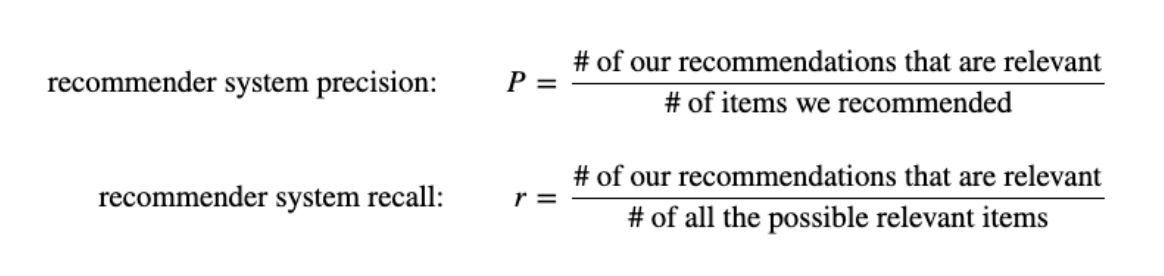 recommender system precision: P = # of our recommendations that are relevant
# of items we recommended
recommender system recall: r = # of our recommendations that are relevant
# of all the possible relevant items